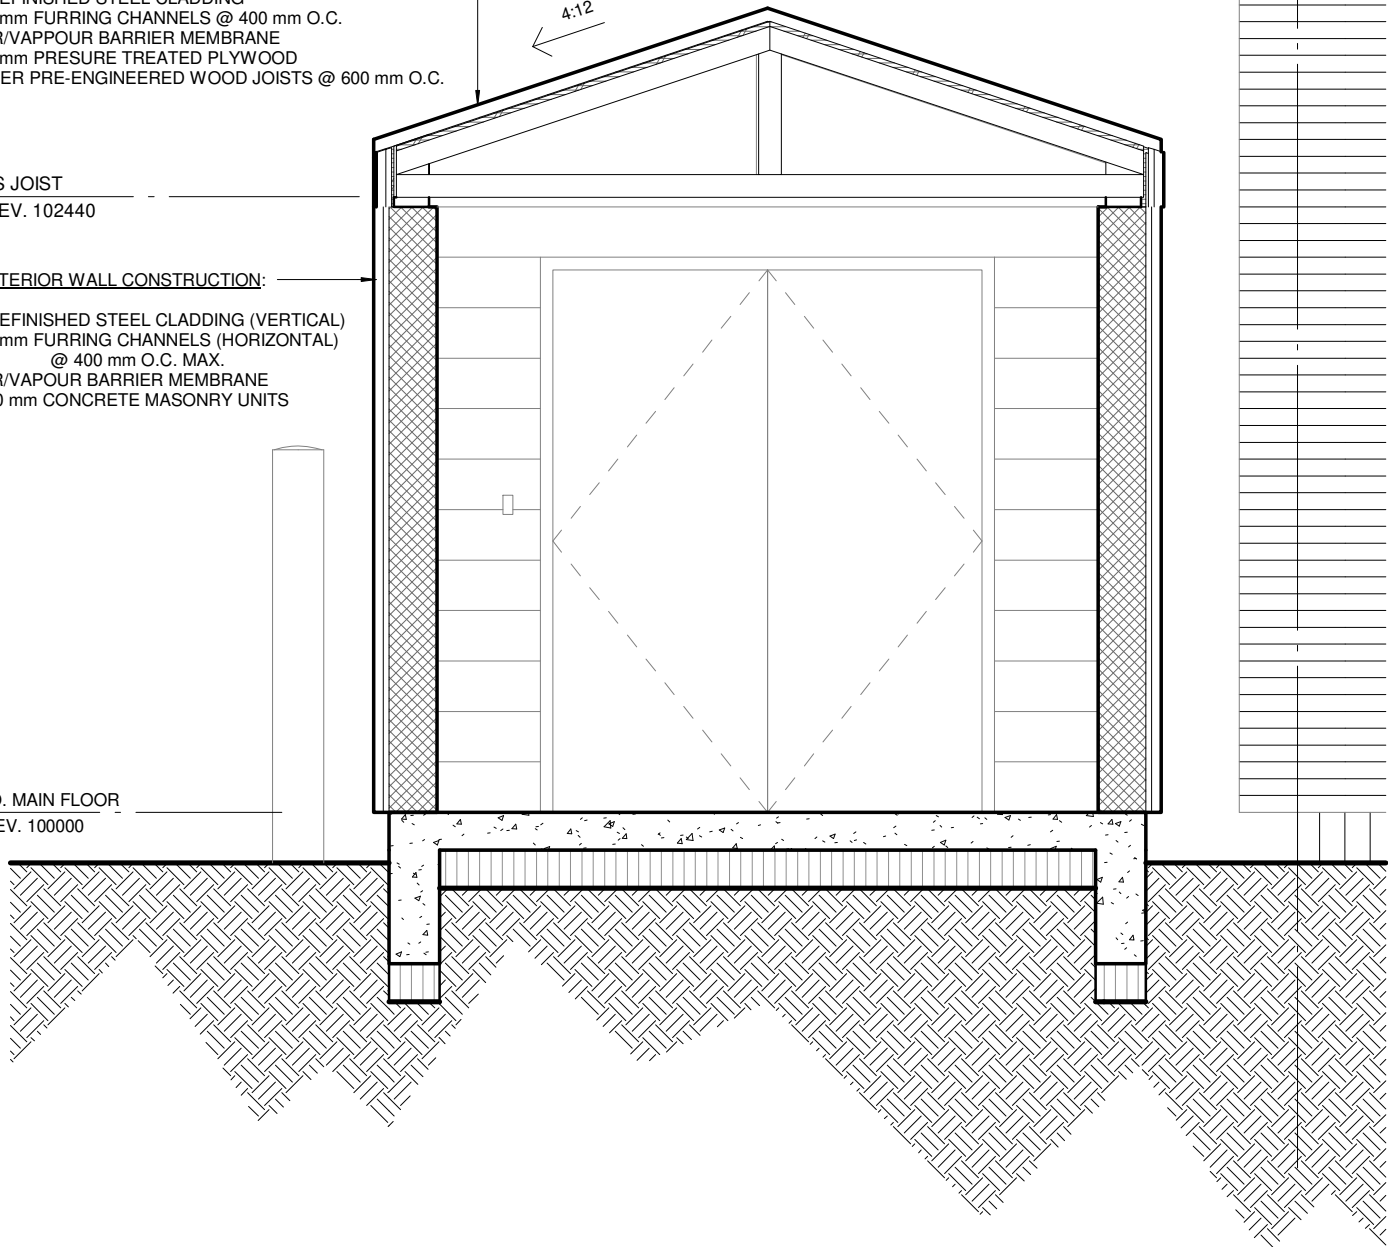 EFINISHED STEEL CLADDING
mm FURRING CHANNELS @ 400 mm O.C.
R/VAPPOUR BARRIER MEMBRANE
mm PRESURE TREATED PLYWOOD
ER PRE-ENGINEERED WOOD JOISTS @ 600 mm O.C.
4:12
S JOIST
EV. 102440
TERIOR WALL CONSTRUCTION:
EFINISHED STEEL CLADDING (VERTICAL)
mm FURRING CHANNELS (HORIZONTAL)
@ 400 mm O.C. MAX.
R/VAPOUR BARRIER MEMBRANE
0 mm CONCRETE MASONRY UNITS
. MAIN FLOOR
EV. 100000